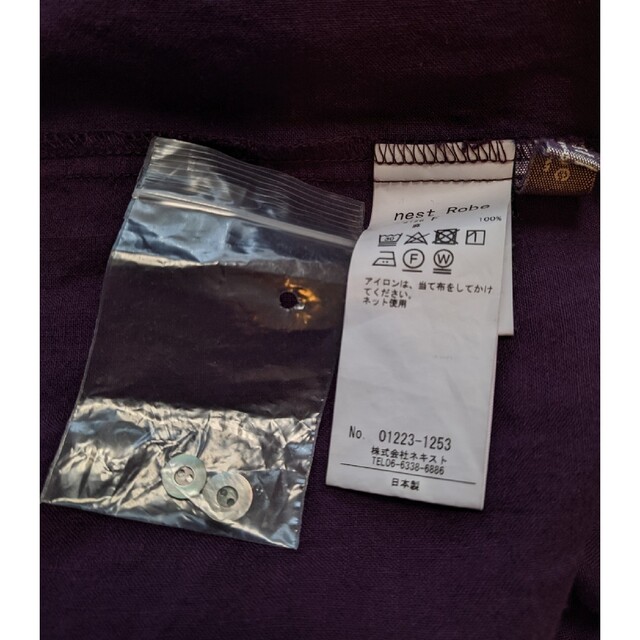 nest Robe
100%
アイロンは、当て布をしてかけ
てください。
ネット使用
No. 01223-1253
株式会社ネキスト
TEL06-6338-6886
日本製